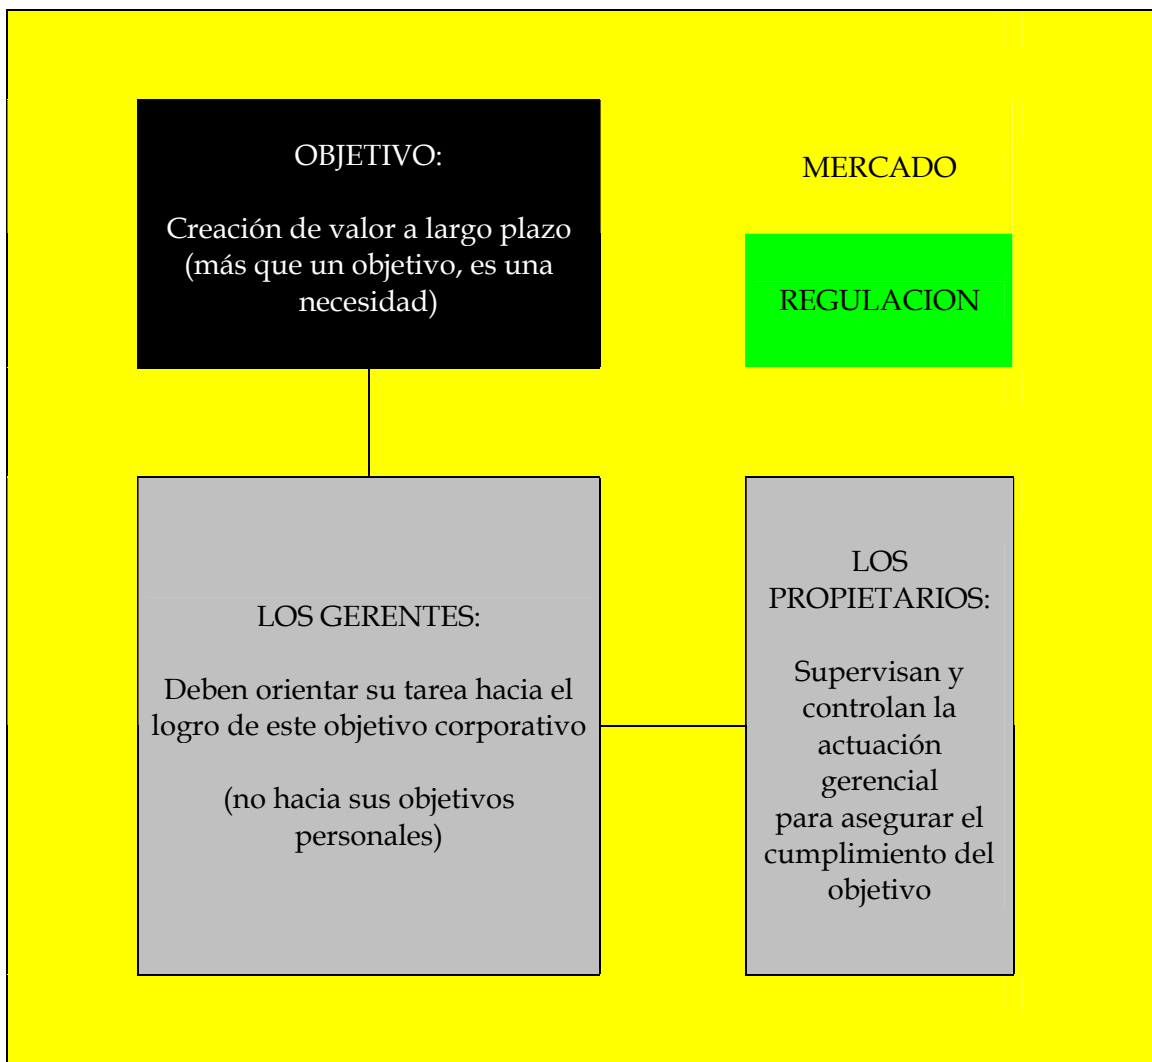 OBJETIVO:
Creación de valor a largo plazo
(más que un objetivo, es una
necesidad)
MERCADO
REGULACION
LOS GERENTES:
Deben orientar su tarea hacia el
logro de este objetivo corporativo
(no hacia sus objetivos
personales)
LOS
PROPIETARIOS:
Supervisan y
controlan la
actuación
gerencial
para asegurar el
cumplimiento del
objetivo